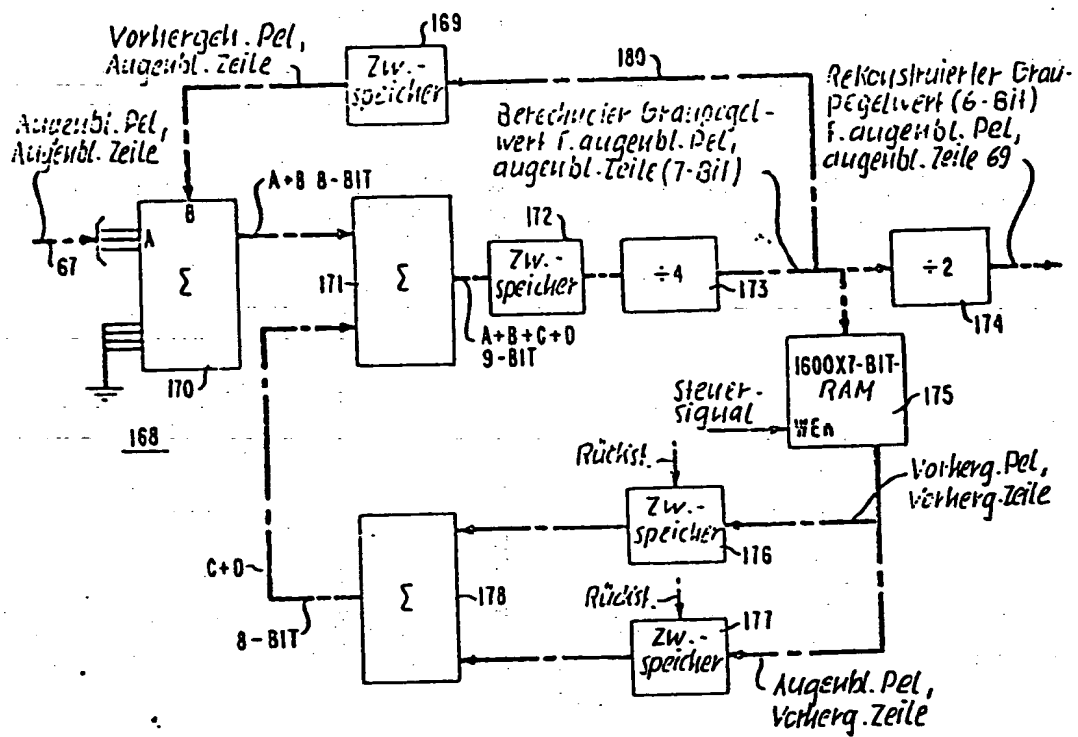 Vorhergeh. Pel,
Augenbl. Zeile
169
Zw.-
speicher
180
Rekonstruierter Grau-
pegelwert (6-Bit)
f. augenbl. Pel,
augenbl. Zeile 69
Augenbl. Pel,
Augenbl. Zeile
Berechneter Graupegel-
wert f. augenbl. Pel,
augenbl. Zeile (7-Bit)
A+B 8-BIT
67
A
B
Σ
170
171
Σ
172
Zw.-
speicher
÷4
173
÷2
174
A+B+C+D
9-BIT
168
1600X7-BIT-
RAM
175
WEn
Steuer-
signal
Rückst.
Vorherg. Pel,
Vorherg. Zeile
Zw.-
speicher
176
C+D
8-BIT
Σ
178
Rückst.
177
Zw.-
speicher
Augenbl. Pel,
Vorherg. Zeile